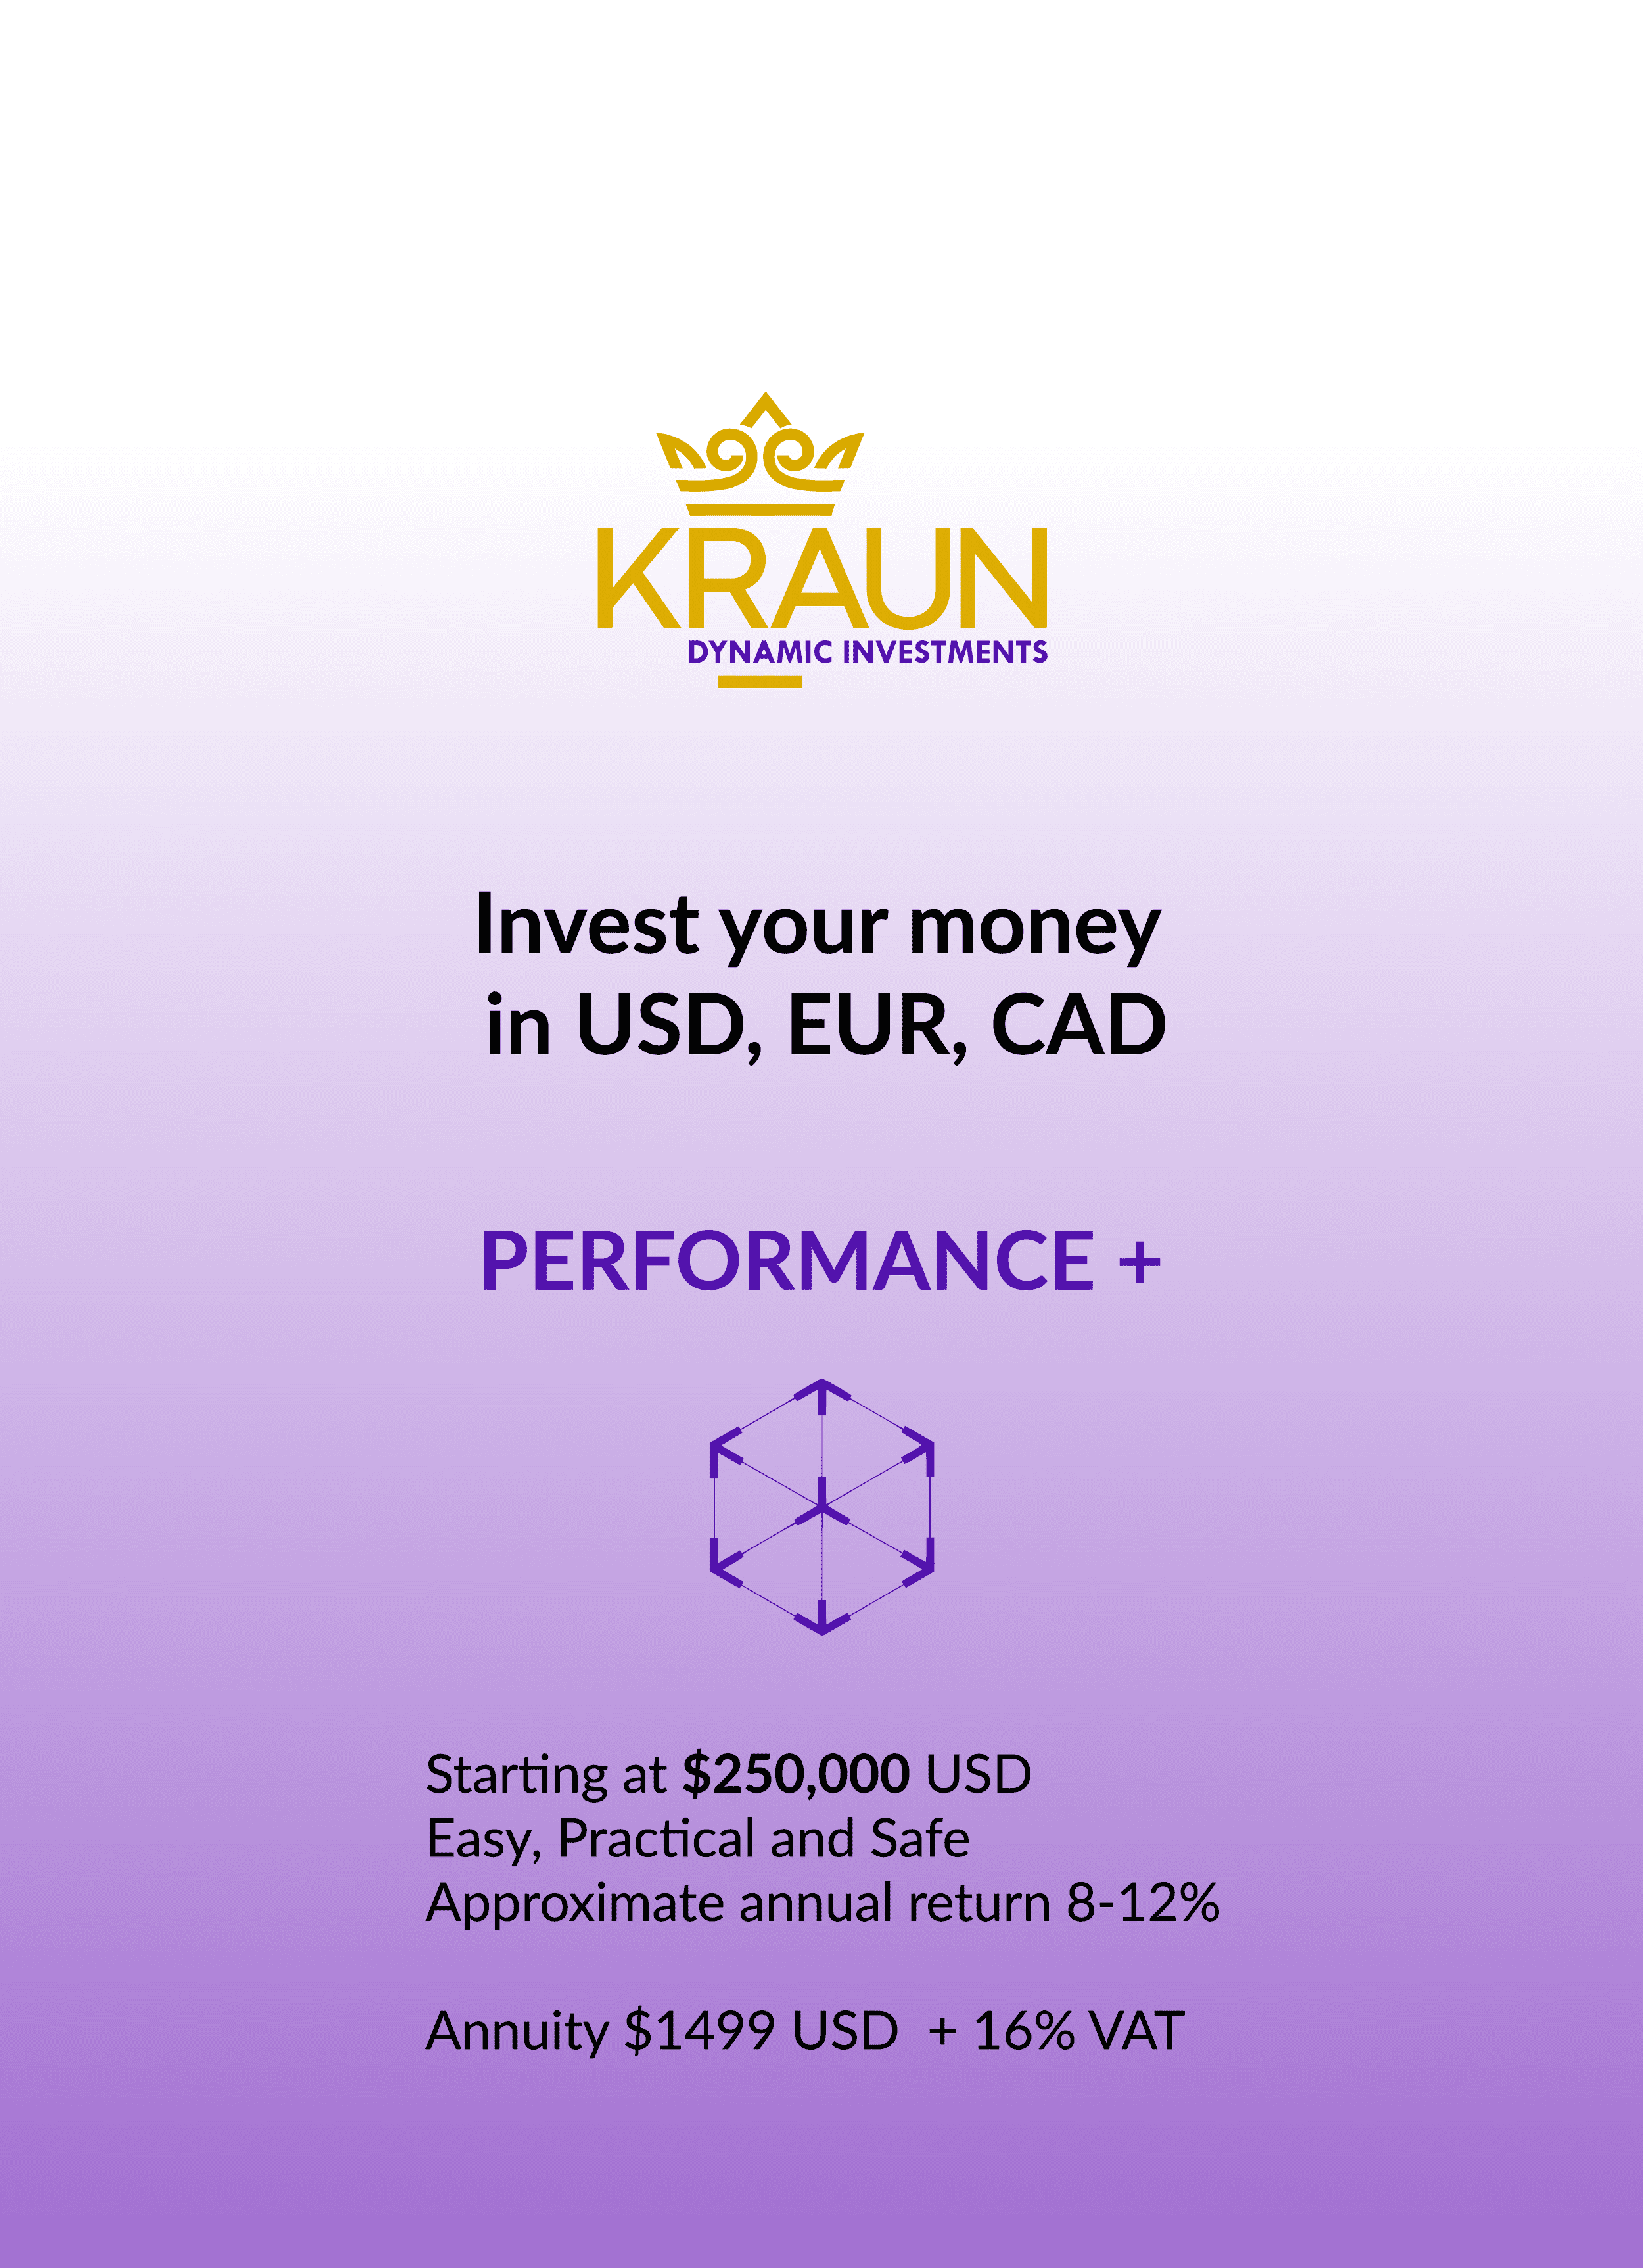 KRAUN
DYNAMIC INVESTMENTS
Invest your money
in USD, EUR, CAD
PERFORMANCE +
Starting at $250,000 USD
Easy, Practical and Safe
Approximate annual return 8-12%
Annuity $1499 USD + 16% VAT